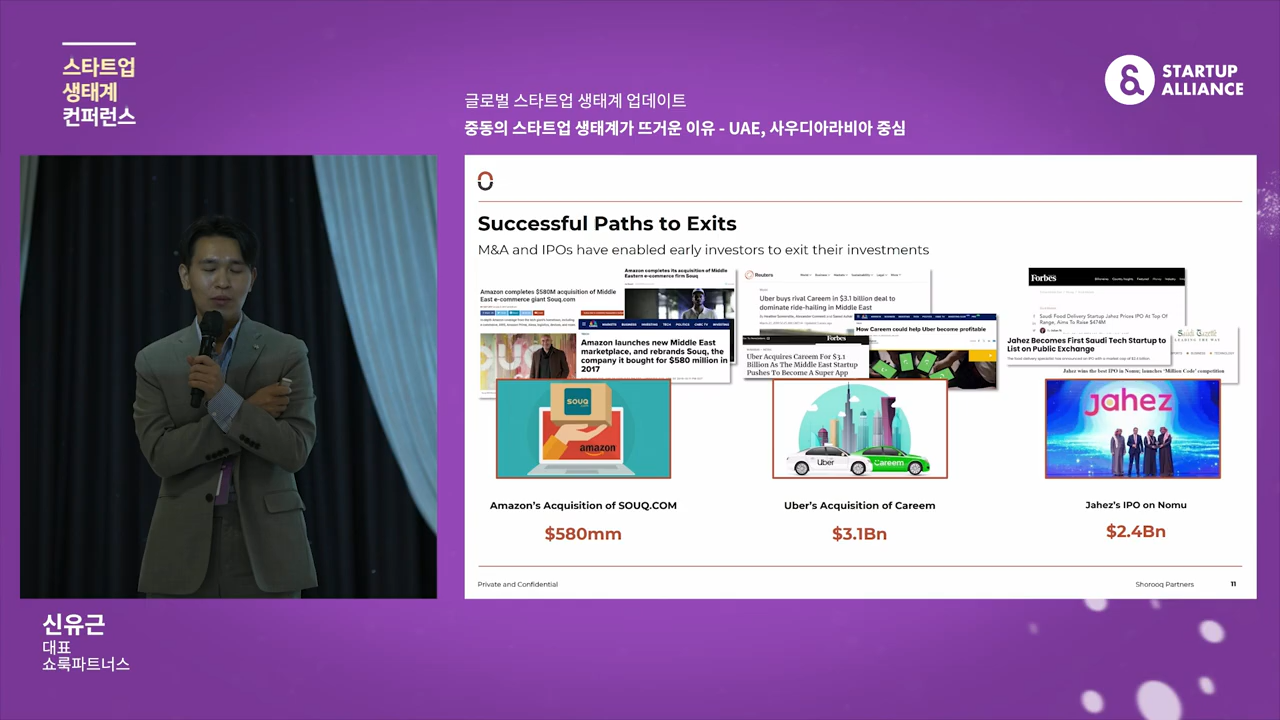 스타트업
생태계
컨퍼런스
STARTUP
ALLIANCE
글로벌 스타트업 생태계 업데이트
중동의 스타트업 생태계가 뜨거운 이유 - UAE, 사우디아라비아 중심
Successful Paths to Exits
M&A and IPOs have enabled early investors to exit their investments
Amazon completes its acquisition of Middle
Eastern e-commerce firm Souq
Amazon completes $580M acquisition of Middle
East e-commerce giant Souq.com
MARKETS BUSINESS INVESTING TECH POLITICS CNBC TV INVESTING
Amazon launches new Middle East
marketplace, and rebrands Souq, the
company it bought for $580 million in
2017
souq
amazon
Amazon's Acquisition of SOUQ.COM
$580mm
Reuters
Uber buys rival Careem in $3.1 billion deal to
dominate ride-hailing in Middle East
How Careem could help Uber become profitable
Forbes
Uber Acquires Careem For $3.1
Billion As The Middle East Startup
Pushes To Become A Super App
Uber
Careem
Uber's Acquisition of Careem
$3.1Bn
Forbes
Saudi Food Delivery Startup Jahez Prices IPO At Top Of
Range, Aims To Raise $474M
Saudi Gazette
Jahez Becomes First Saudi Tech Startup to
List on Public Exchange
Jahez wins the best IPO in Nomu; launches 'Million Code' competition
jahez
Jahez's IPO on Nomu
$2.4Bn
Private and Confidential
Shorooq Partners
11
신유근
대표
쇼룩파트너스